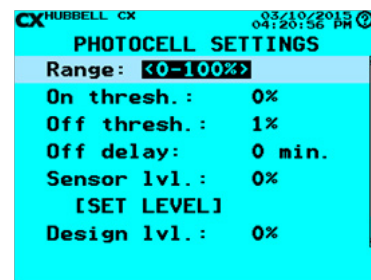 CX HUBBELL CX 03/10/2015
04:20:56 PM ?
PHOTOCELL SETTINGS
Range: <0-100%>
On thresh.: 0%
Off thresh.: 1%
Off delay: 0 min.
Sensor lvl.: 0%
[SET LEVEL]
Design lvl.: 0%